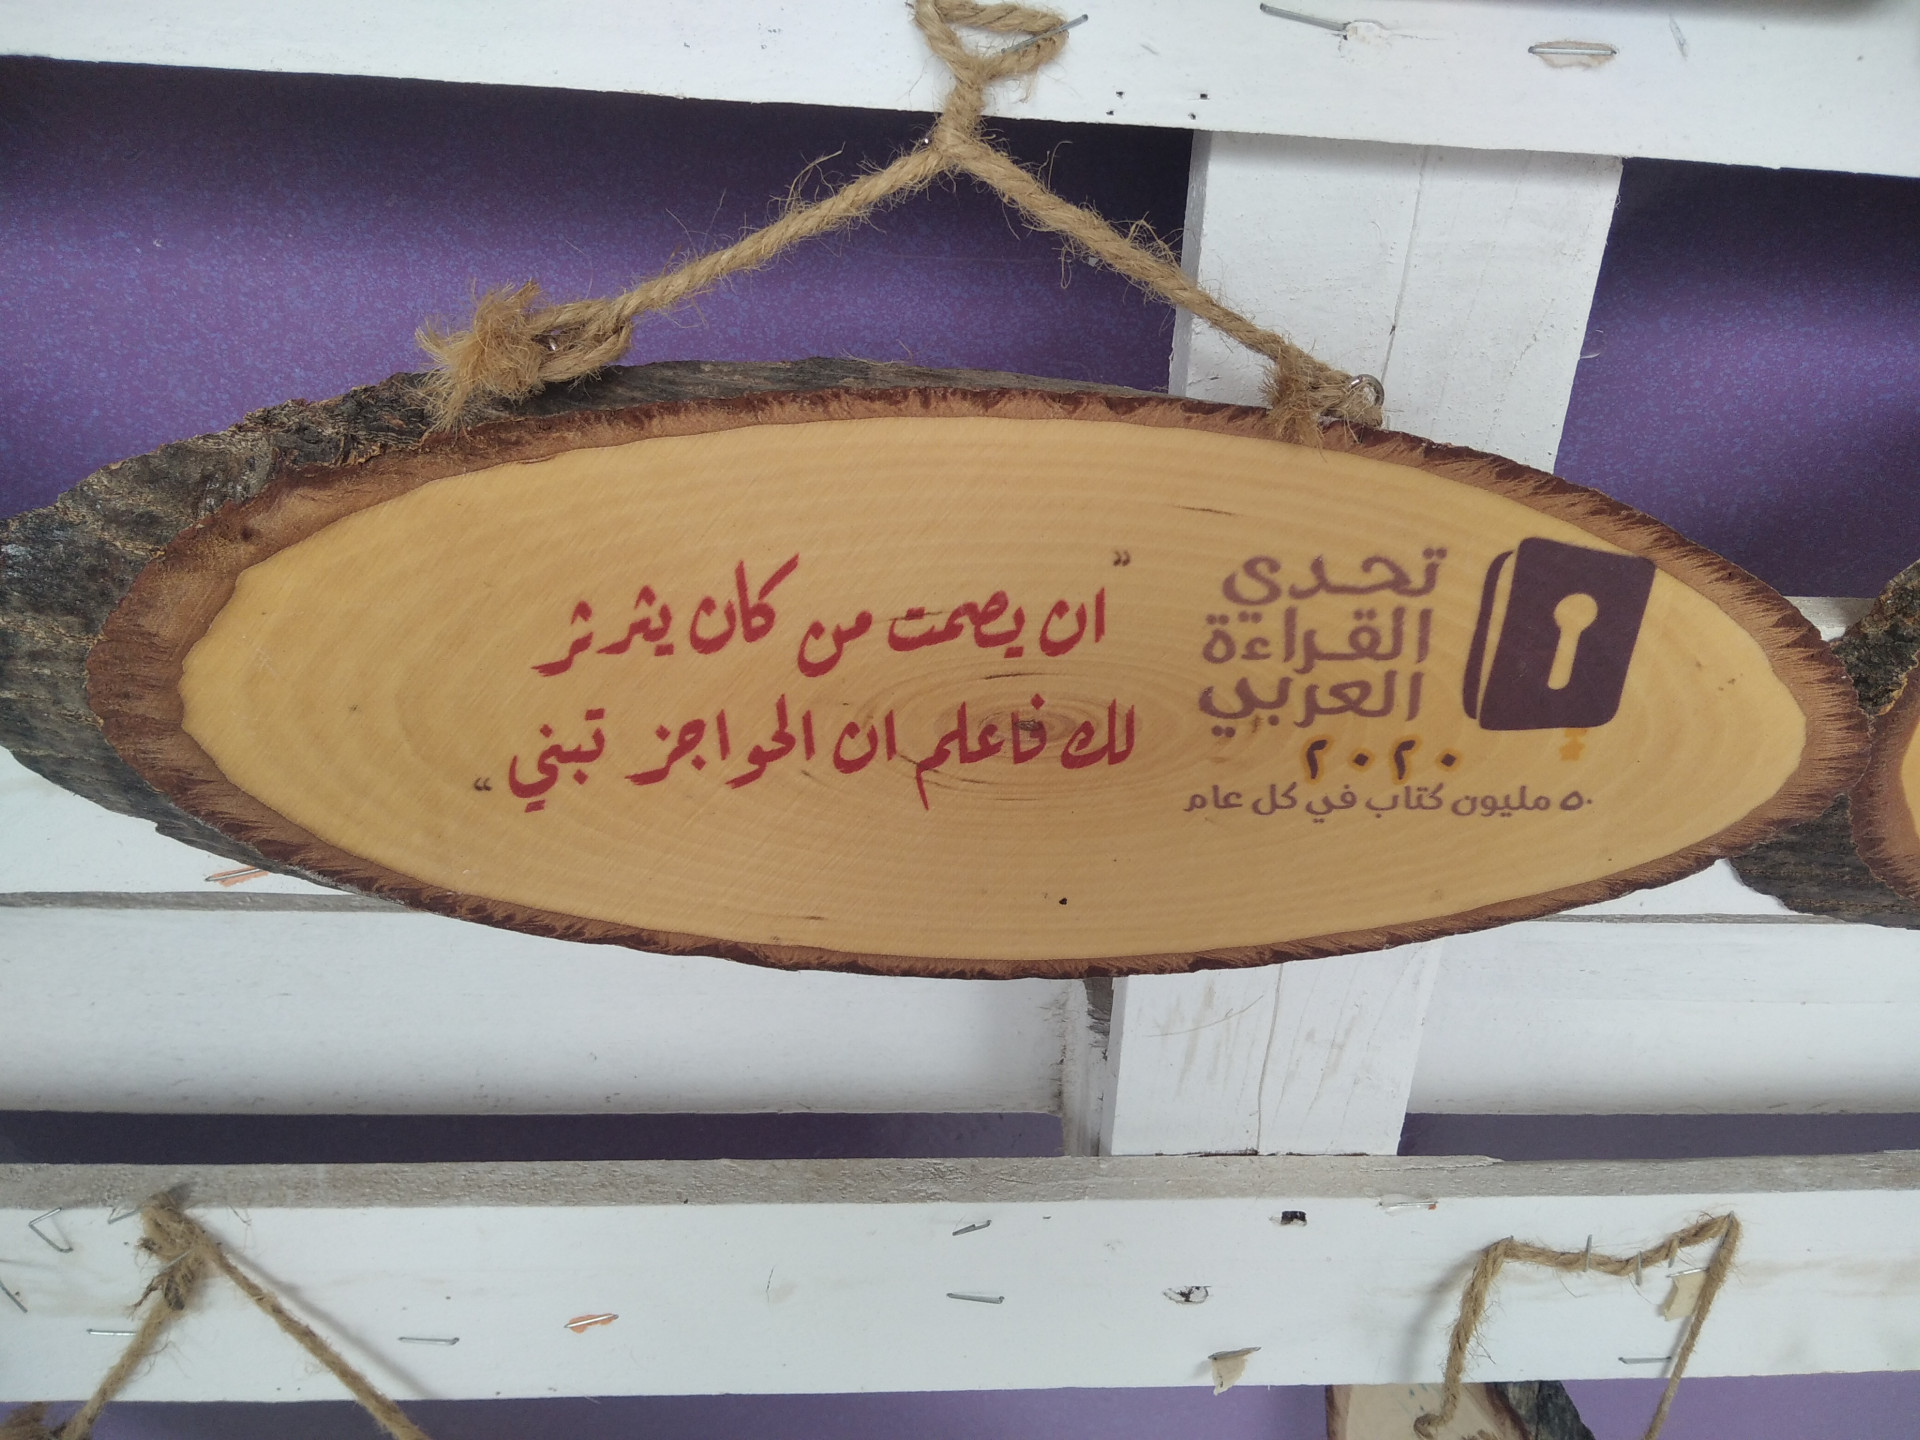 تحدي
القراءة
العربي
٢٠٢٠
٥٠ مليون كتاب في كل عام
"ان يصمت من كان يثرثر
لك فاعلم ان الحواجز تبنى"